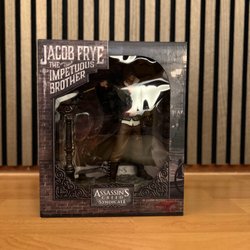 JACOB FRYE
THE
IMPETUOUS
BROTHER
ASSASSIN'S
CREED
SYNDICATE